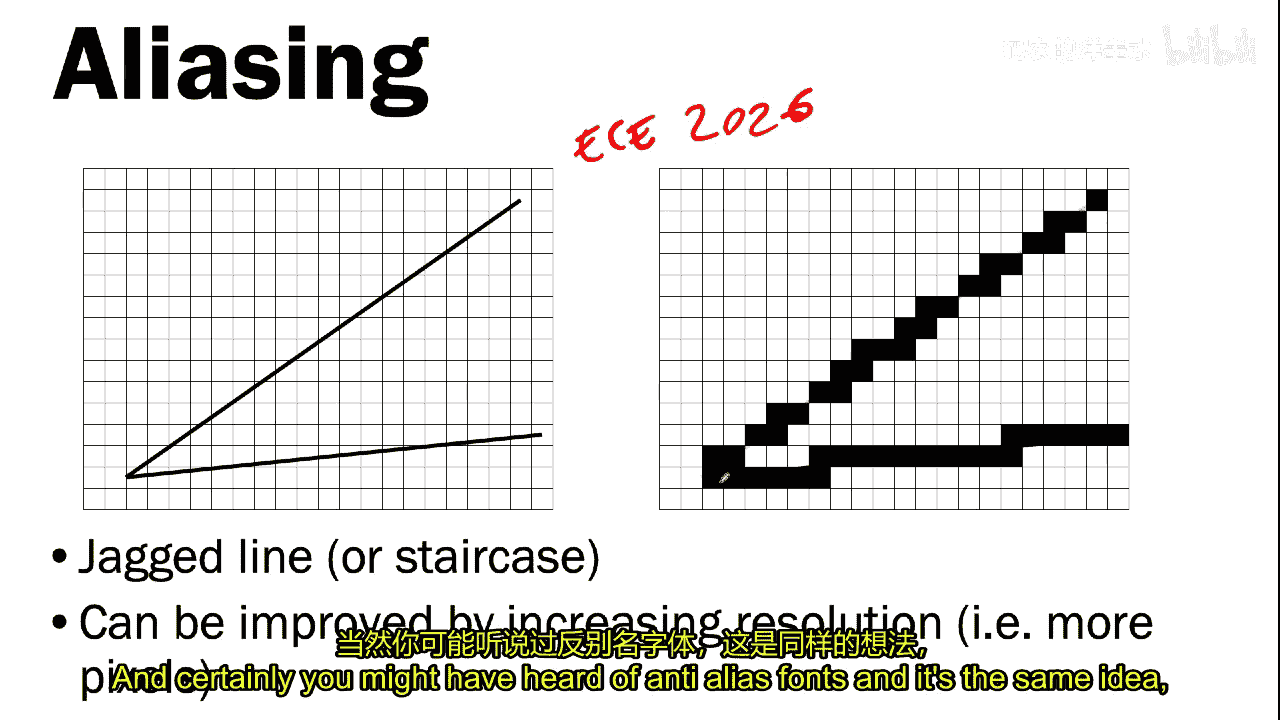 Aliasing
bilibili
ECE 2026
• Jagged line (or staircase)
• Can be improved by increasing resolution (i.e. more
pixels)
当然你可能听说过反别名字体，这是同样的想法，
And certainly you might have heard of anti alias fonts and it's the same idea,